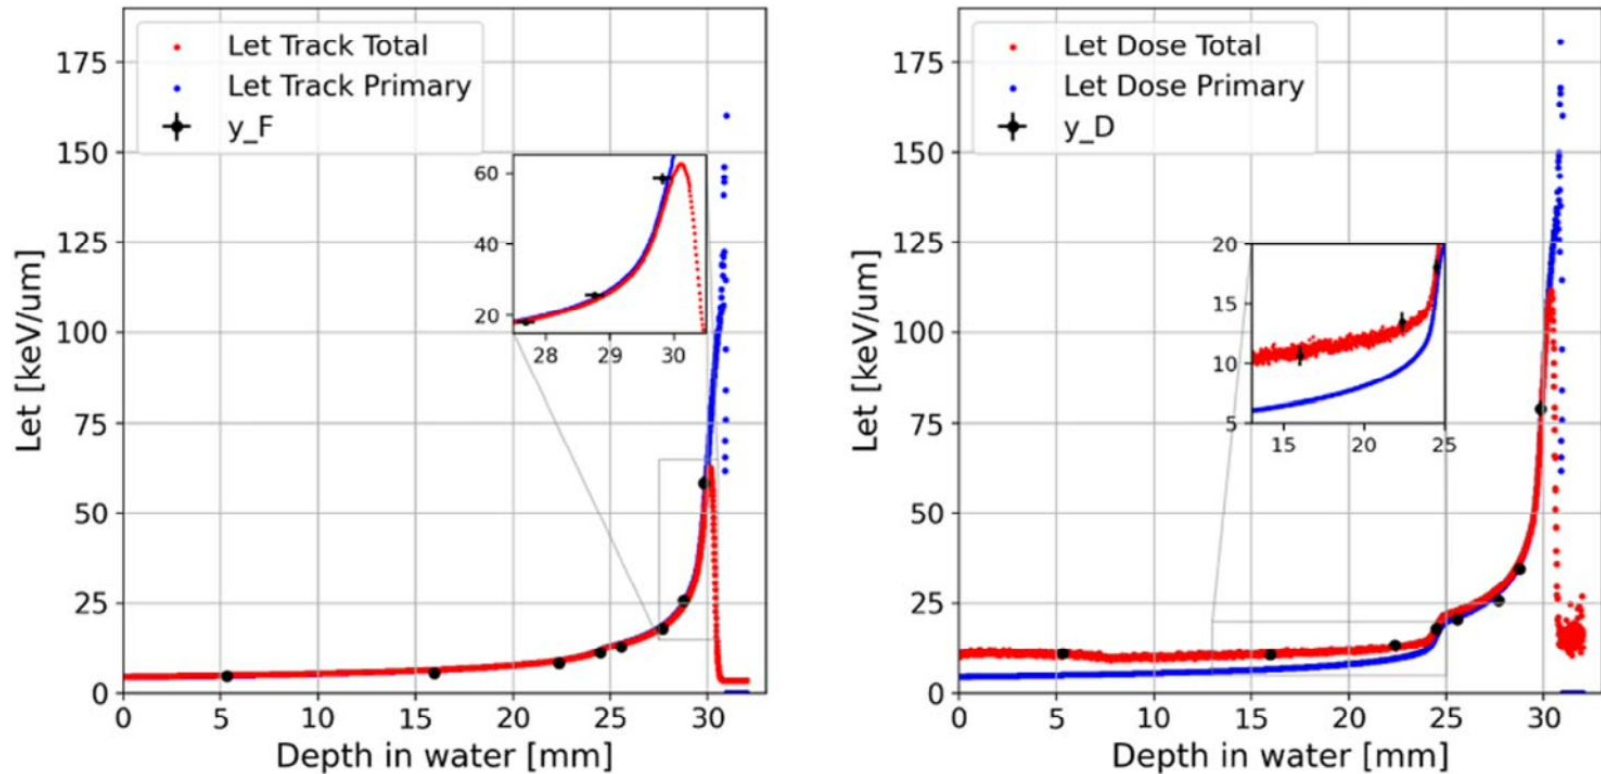 Let Track Total
Let Track Primary
y_F
175
150
125
100
75
50
25
0
Let [keV/um]
60
40
20
28 29 30
0 5 10 15 20 25 30
Depth in water [mm]
Let Dose Total
Let Dose Primary
y_D
175
150
125
100
75
50
25
0
Let [keV/um]
20
15
10
5
15 20 25
0 5 10 15 20 25 30
Depth in water [mm]